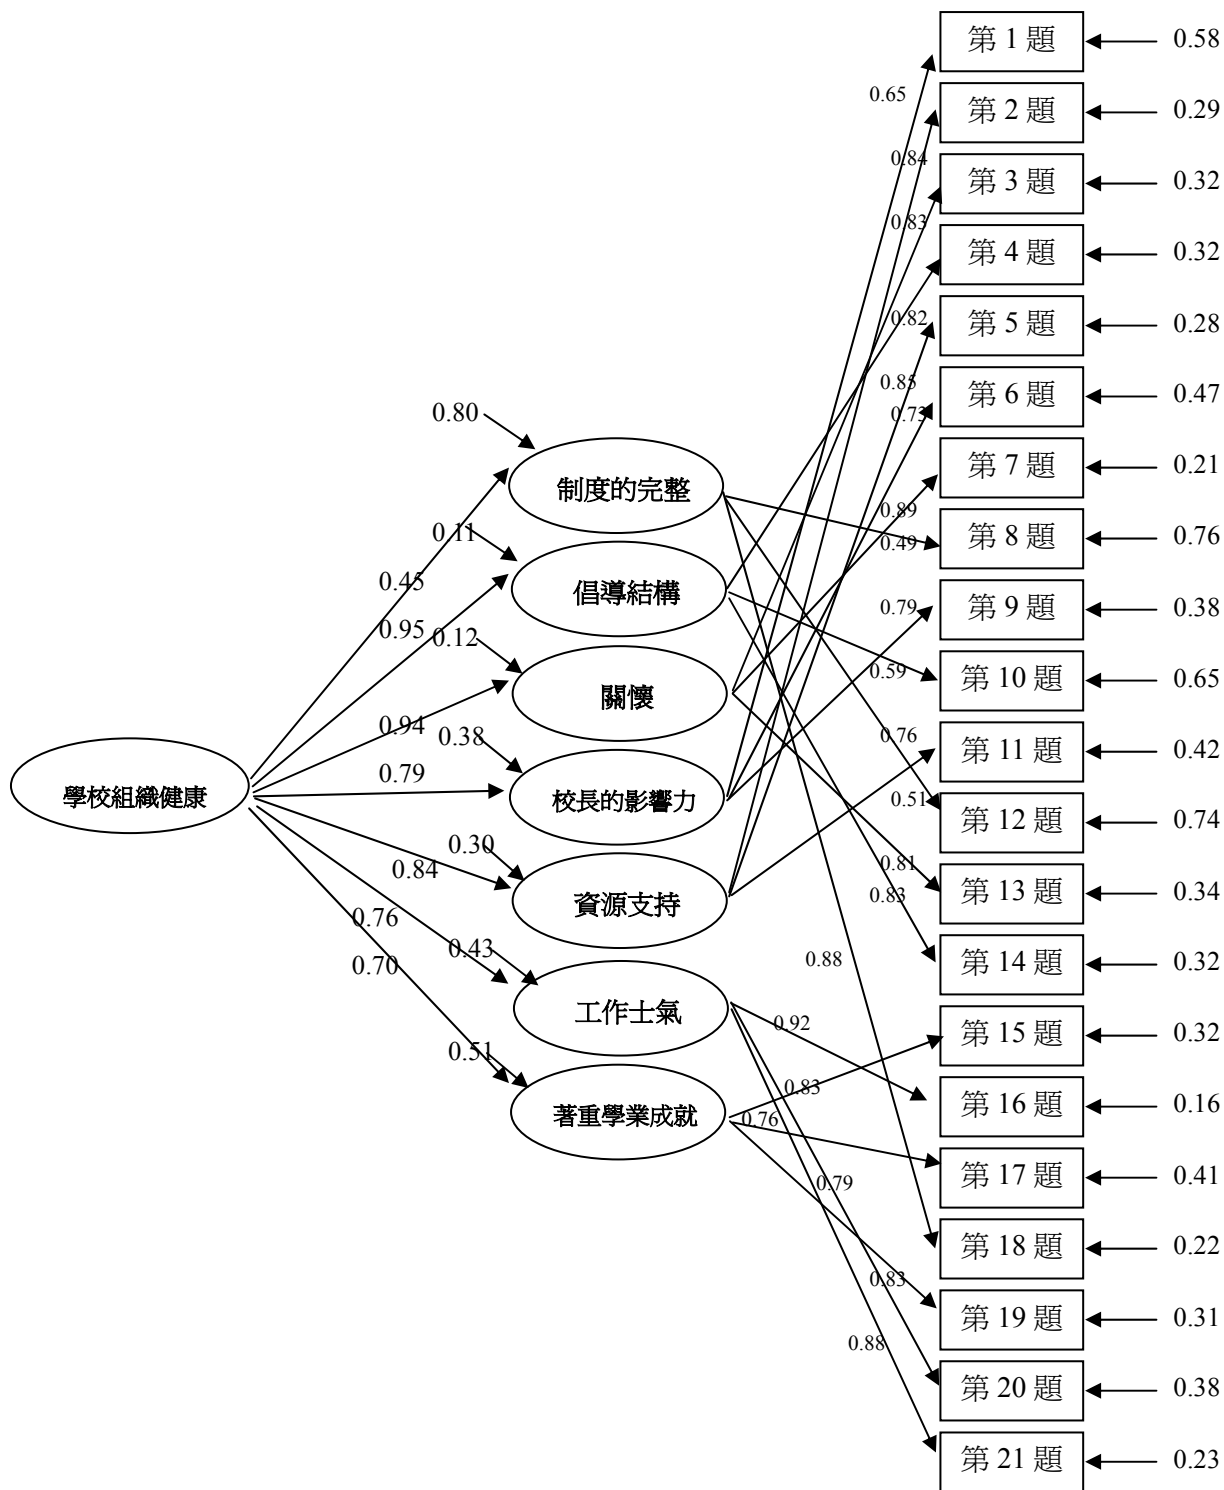 第 1 題 0.58
0.65
第 2 題 0.29
0.84
第 3 題 0.32
0.83
第 4 題 0.32
0.82
第 5 題 0.28
0.85
第 6 題 0.47
0.80
0.73
第 7 題 0.21
制度的完整
0.89
第 8 題 0.76
0.11
0.49
0.45
倡導結構
第 9 題 0.38
0.79
0.95
0.12
0.59
第 10 題 0.65
關懷
0.94
0.38
0.76
第 11 題 0.42
0.79
學校組織健康
校長的影響力
0.51
第 12 題 0.74
0.30
0.84
0.81
第 13 題 0.34
0.83
資源支持
0.76
0.43
0.70
0.88
第 14 題 0.32
工作士氣
0.92
第 15 題 0.32
0.51
0.83
第 16 題 0.16
著重學業成就
0.76
第 17 題 0.41
0.79
第 18 題 0.22
0.83
第 19 題 0.31
0.88
第 20 題 0.38
第 21 題 0.23